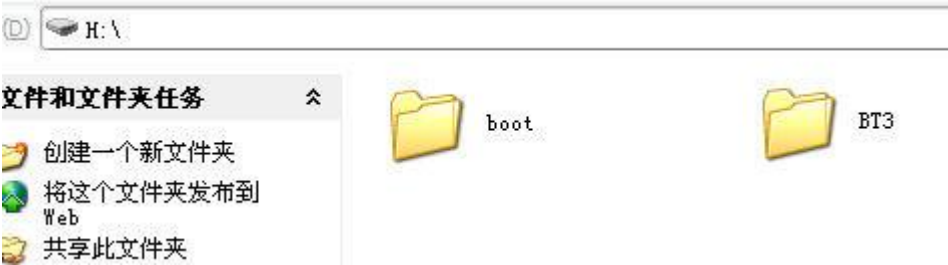 (D) H:\
文件和文件夹任务
boot
BT3
创建一个新文件夹
将这个文件夹发布到
Web
共享此文件夹